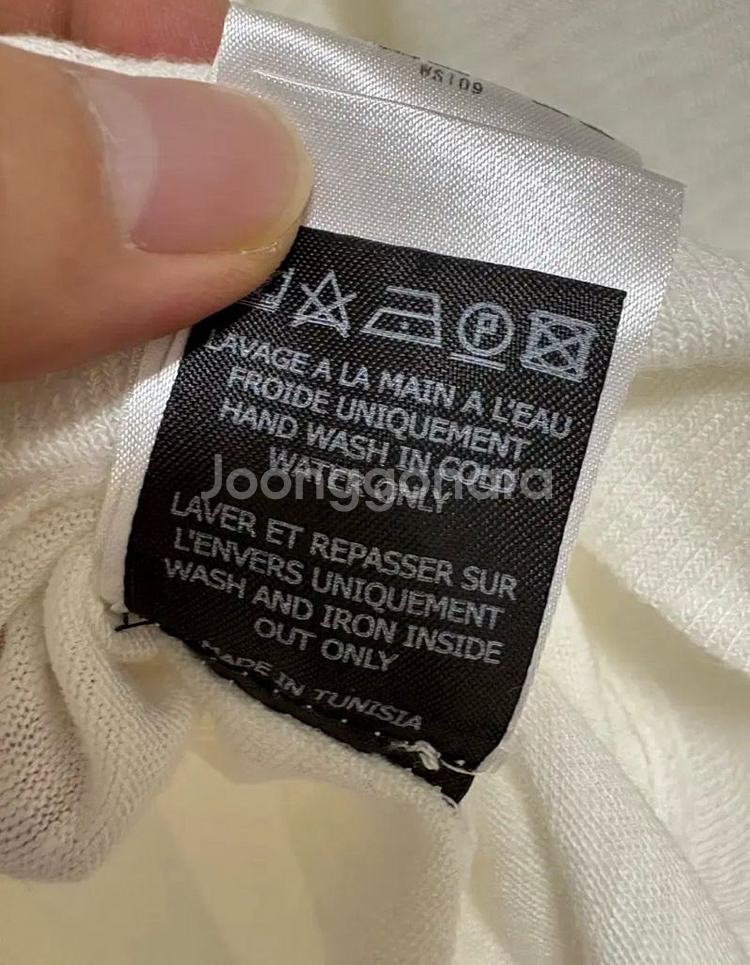 WS109
P
LAVAGE A LA MAIN A L'EAU
FROIDE UNIQUEMENT
HAND WASH IN COLD
WATER ONLY
Joonggonara
LAVER ET REPASSER SUR
L'ENVERS UNIQUEMENT
WASH AND IRON INSIDE
OUT ONLY
MADE IN TUNISIA